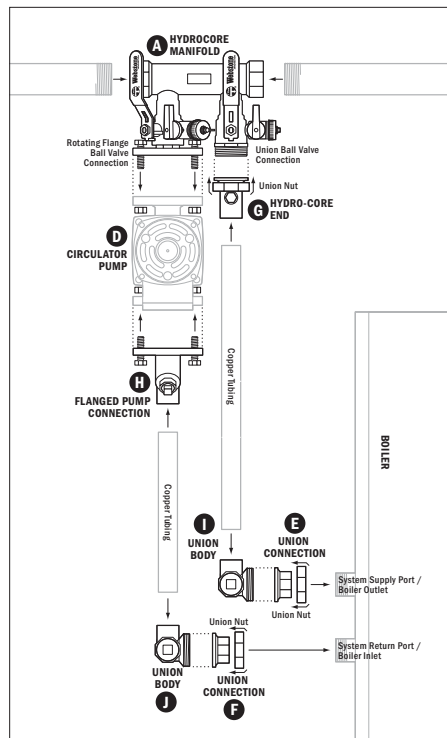 A HYDROCORE
MANIFOLD
Webstone
Webstone
Rotating Flange
Ball Valve
Connection
Union Ball Valve
Connection
Union Nut
G HYDRO-CORE
END
D
CIRCULATOR
PUMP
H
FLANGED PUMP
CONNECTION
Copper Tubing
Copper Tubing
BOILER
I
UNION
BODY
E
UNION
CONNECTION
Union Nut
System Supply Port /
Boiler Outlet
Union Nut
System Return Port /
Boiler Inlet
UNION
BODY
J
UNION
CONNECTION
F